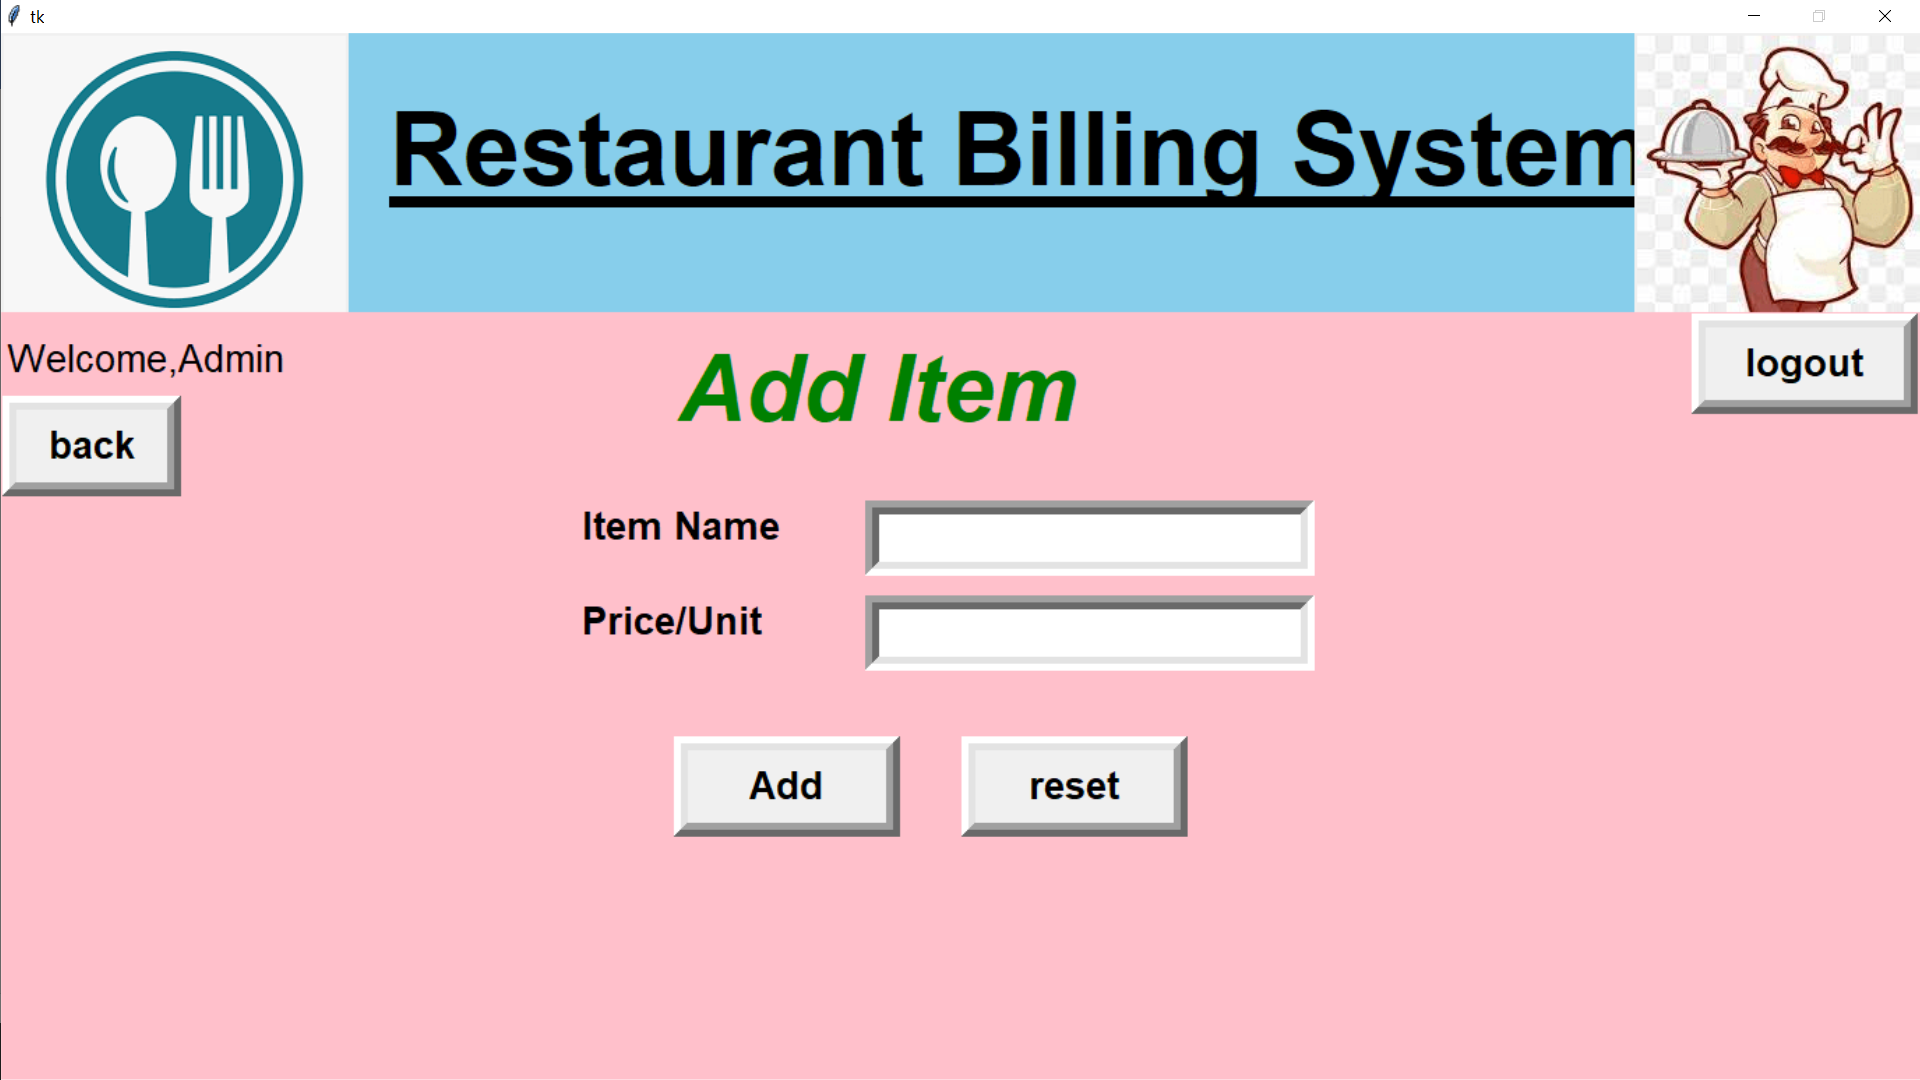 tk
Restaurant Billing System
Welcome,Admin
Add Item
logout
back
Item Name
Price/Unit
Add
reset